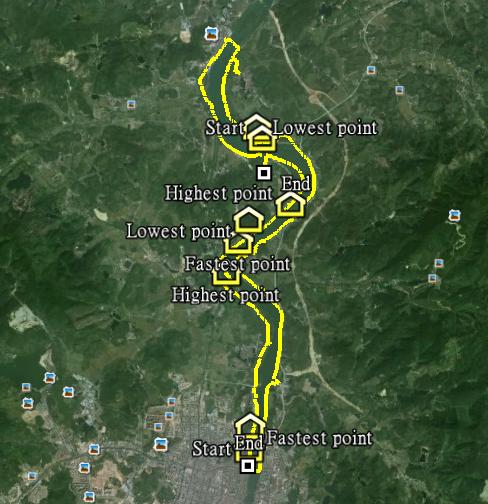 Start Lowest point
Highest point
End
Lowest point
Fastest point
Highest point
Start End Fastest point